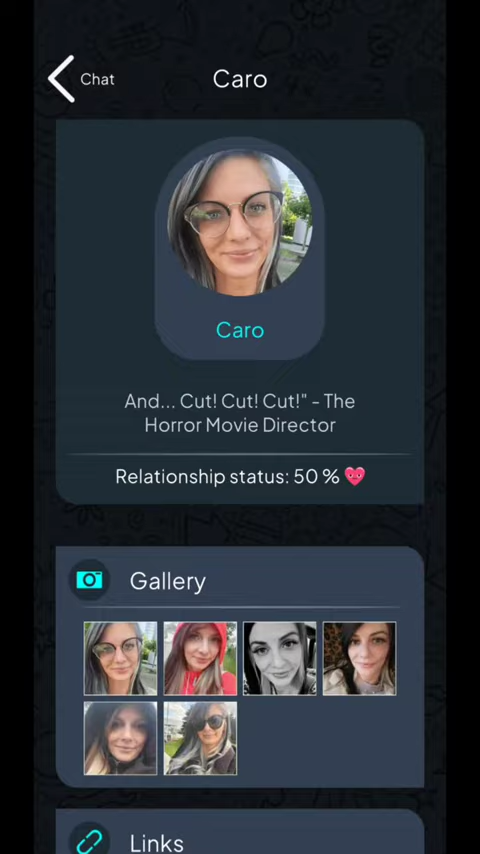 Chat
Caro
Caro
And... Cut! Cut! Cut!" - The
Horror Movie Director
Relationship status: 50 %
Gallery
Links